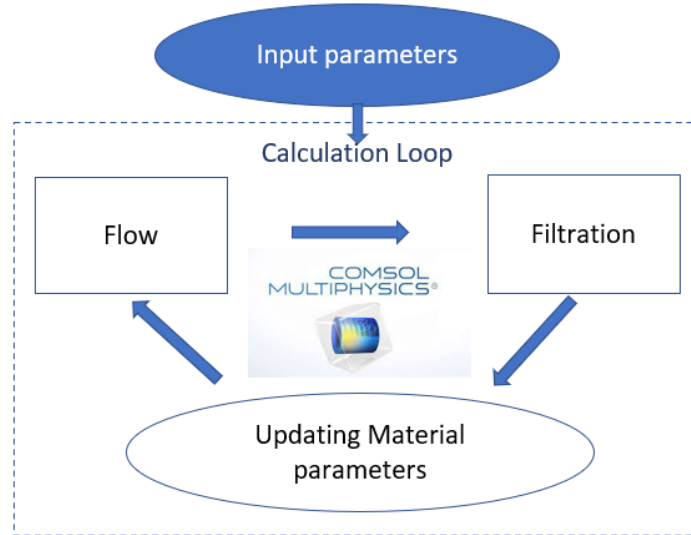 Input parameters
Calculation Loop
Flow
Filtration
COMSOL
MULTIPHYSICS®
Updating Material
parameters